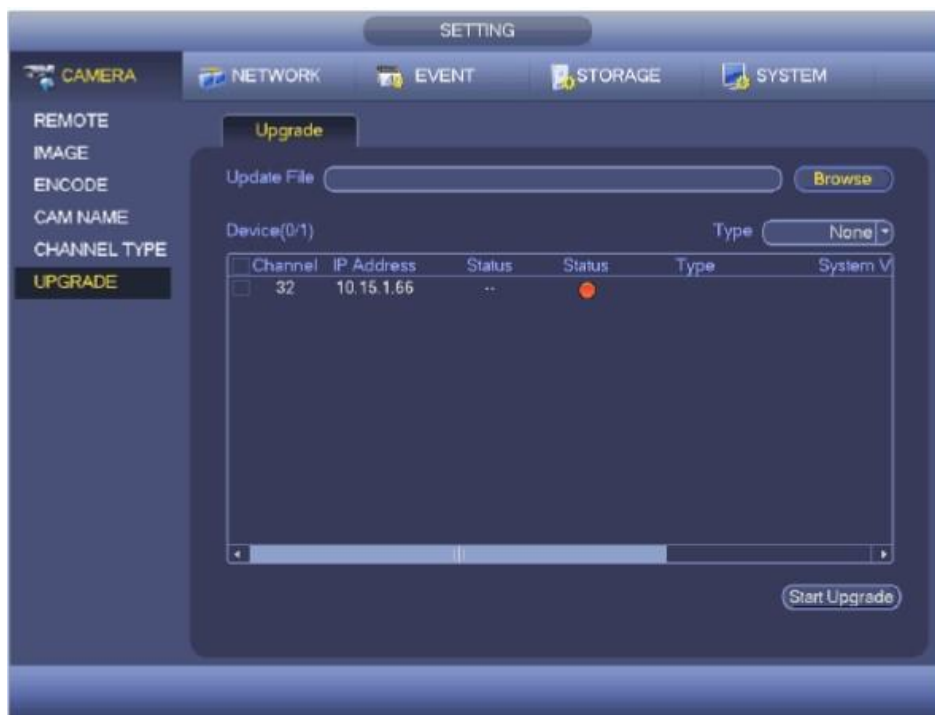 SETTING
CAMERA NETWORK EVENT STORAGE SYSTEM
REMOTE
IMAGE
ENCODE
CAM NAME
CHANNEL TYPE
UPGRADE
Upgrade
Update File Browse
Device(0/1) Type None
Channel IP Address Status Status Type System V
32 10.15.1.66 --
Start Upgrade